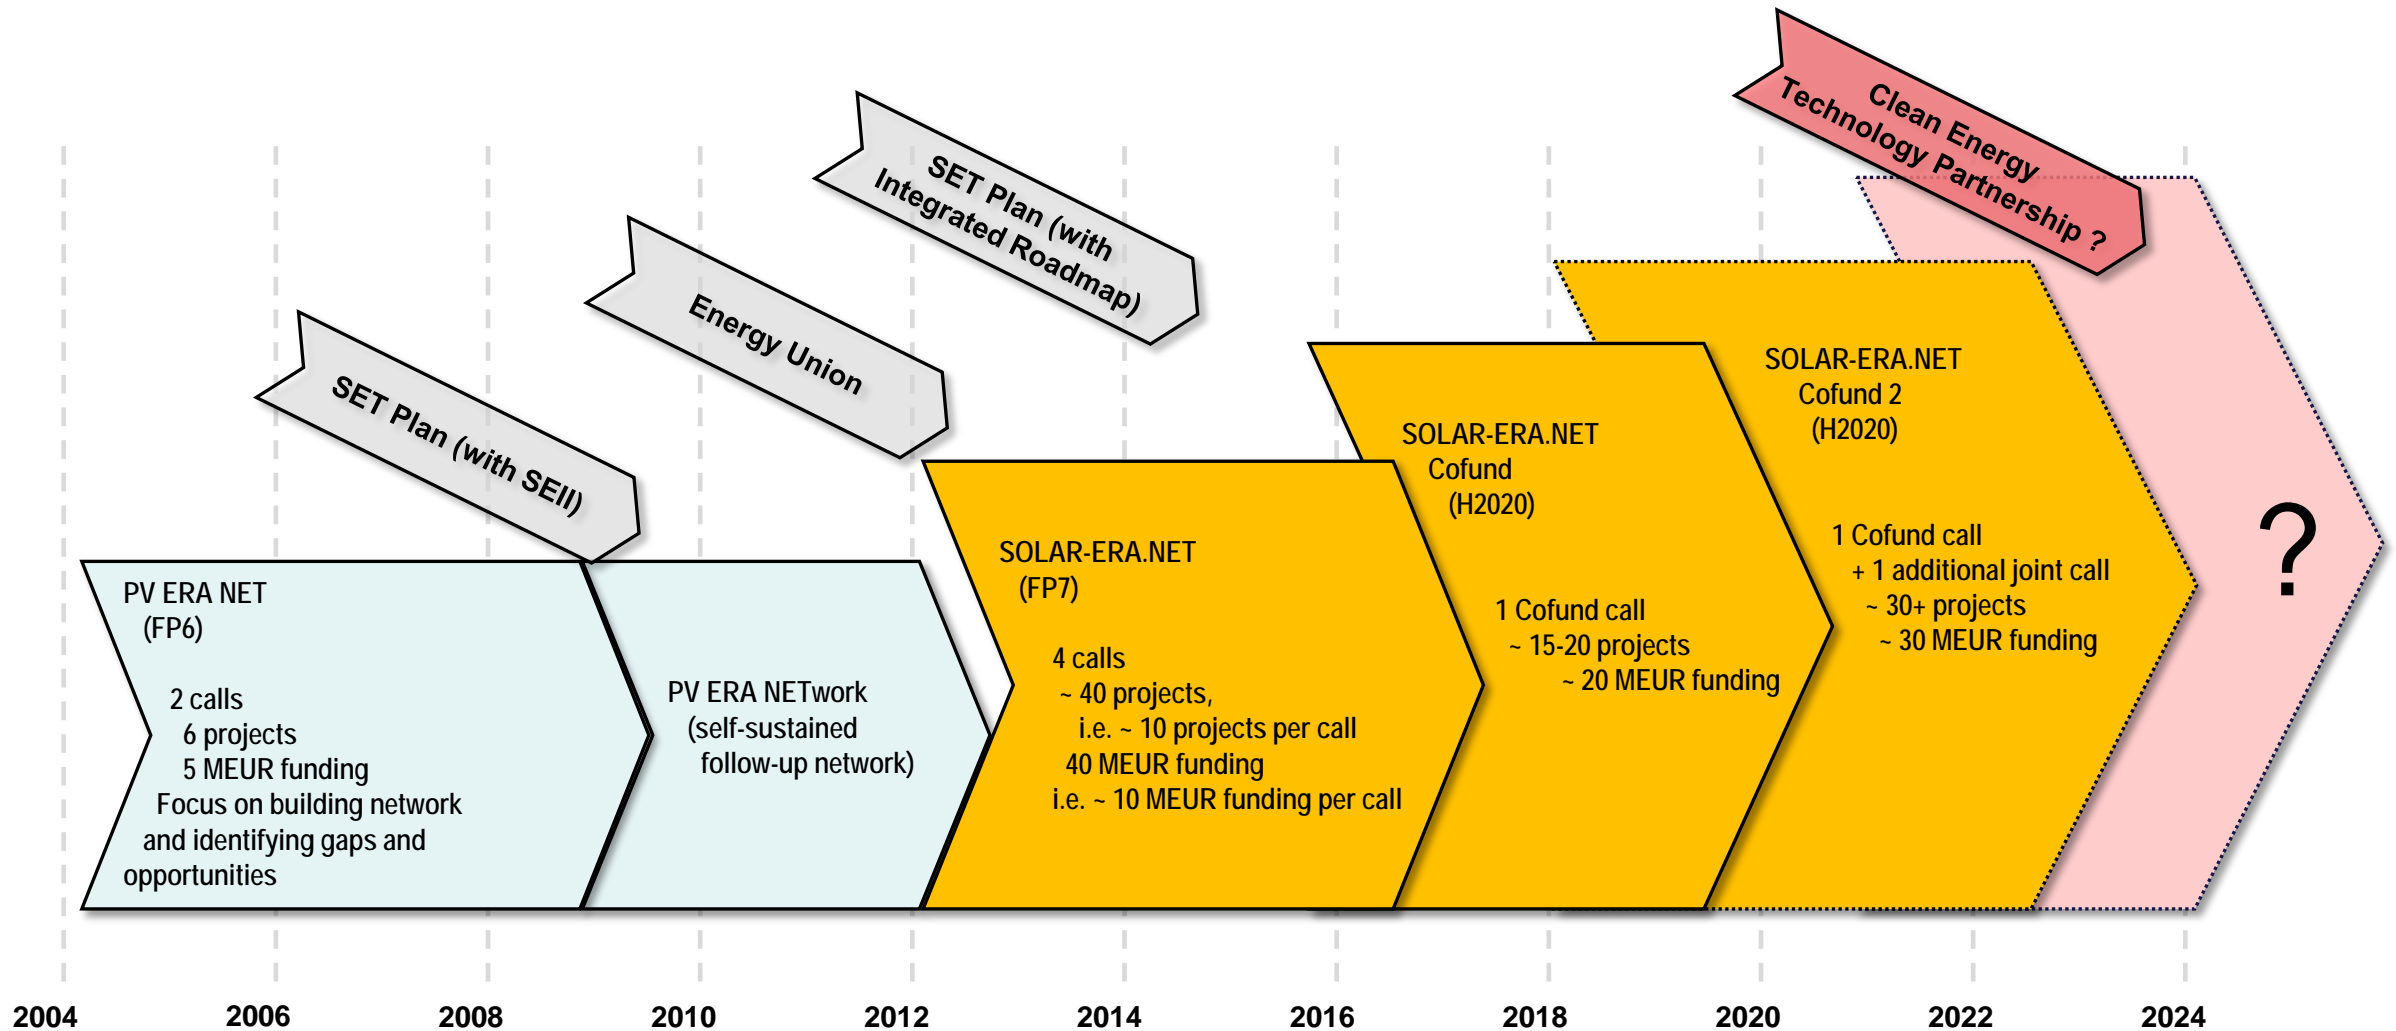 Clean Energy
Technology Partnership ?
SET Plan (with
Integrated Roadmap)
Energy Union
SET Plan (with SEII)
PV ERA NET
(FP6)
2 calls
6 projects
5 MEUR funding
Focus on building network
and identifying gaps and
opportunities
PV ERA NETwork
(self-sustained
follow-up network)
SOLAR-ERA.NET
(FP7)
4 calls
~ 40 projects,
i.e. ~ 10 projects per call
40 MEUR funding
i.e. ~ 10 MEUR funding per call
SOLAR-ERA.NET
Cofund
(H2020)
1 Cofund call
~ 15-20 projects
~ 20 MEUR funding
SOLAR-ERA.NET
Cofund 2
(H2020)
1 Cofund call
+ 1 additional joint call
~ 30+ projects
~ 30 MEUR funding
?
2004 2006 2008 2010 2012 2014 2016 2018 2020 2022 2024